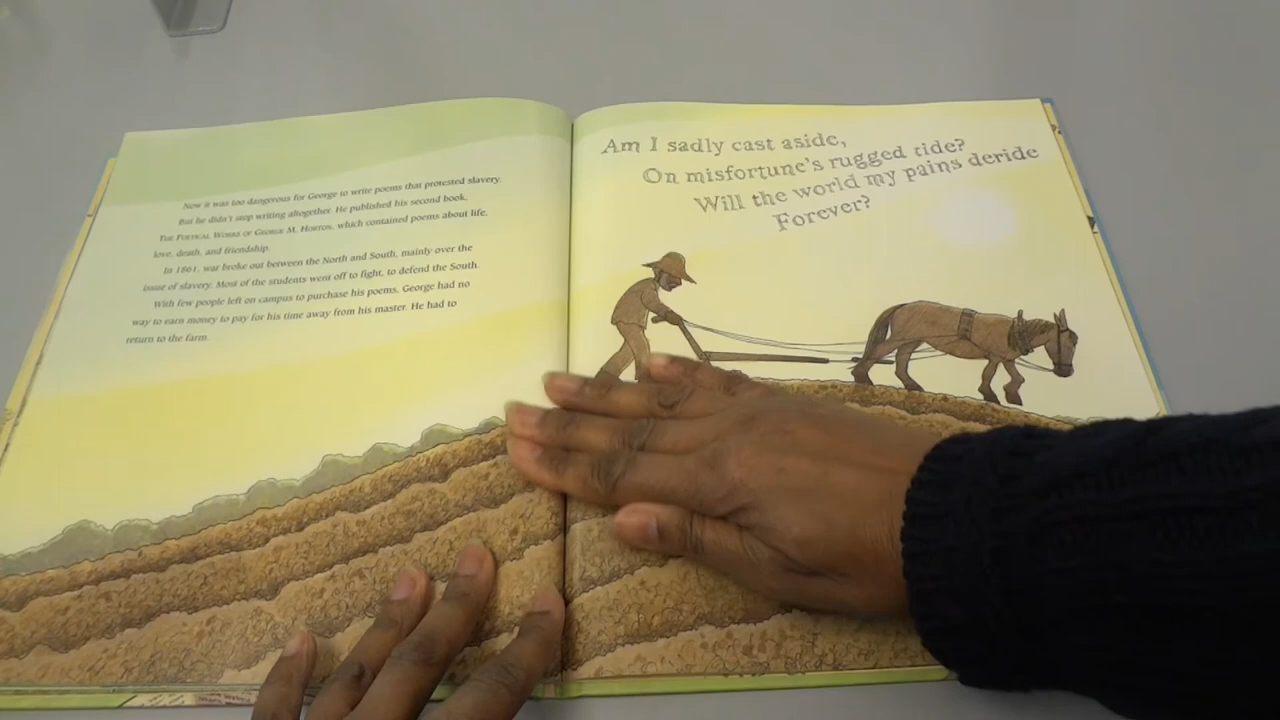 Now it was too dangerous for George to write poems that protested slavery.
But he didn't stop writing altogether. He published his second book,
THE POETICAL WORKS OF GEORGE M. HORTON, which contained poems about life,
love, death, and friendship.
In 1861, war broke out between the North and South, mainly over the
issue of slavery. Most of the students went off to fight, to defend the South.
With few people left on campus to purchase his poems, George had no
way to earn money to pay for his time away from his master. He had to
return to the farm.
Am I sadly cast aside,
On misfortune's rugged tide?
Will the world my pains deride
Forever?